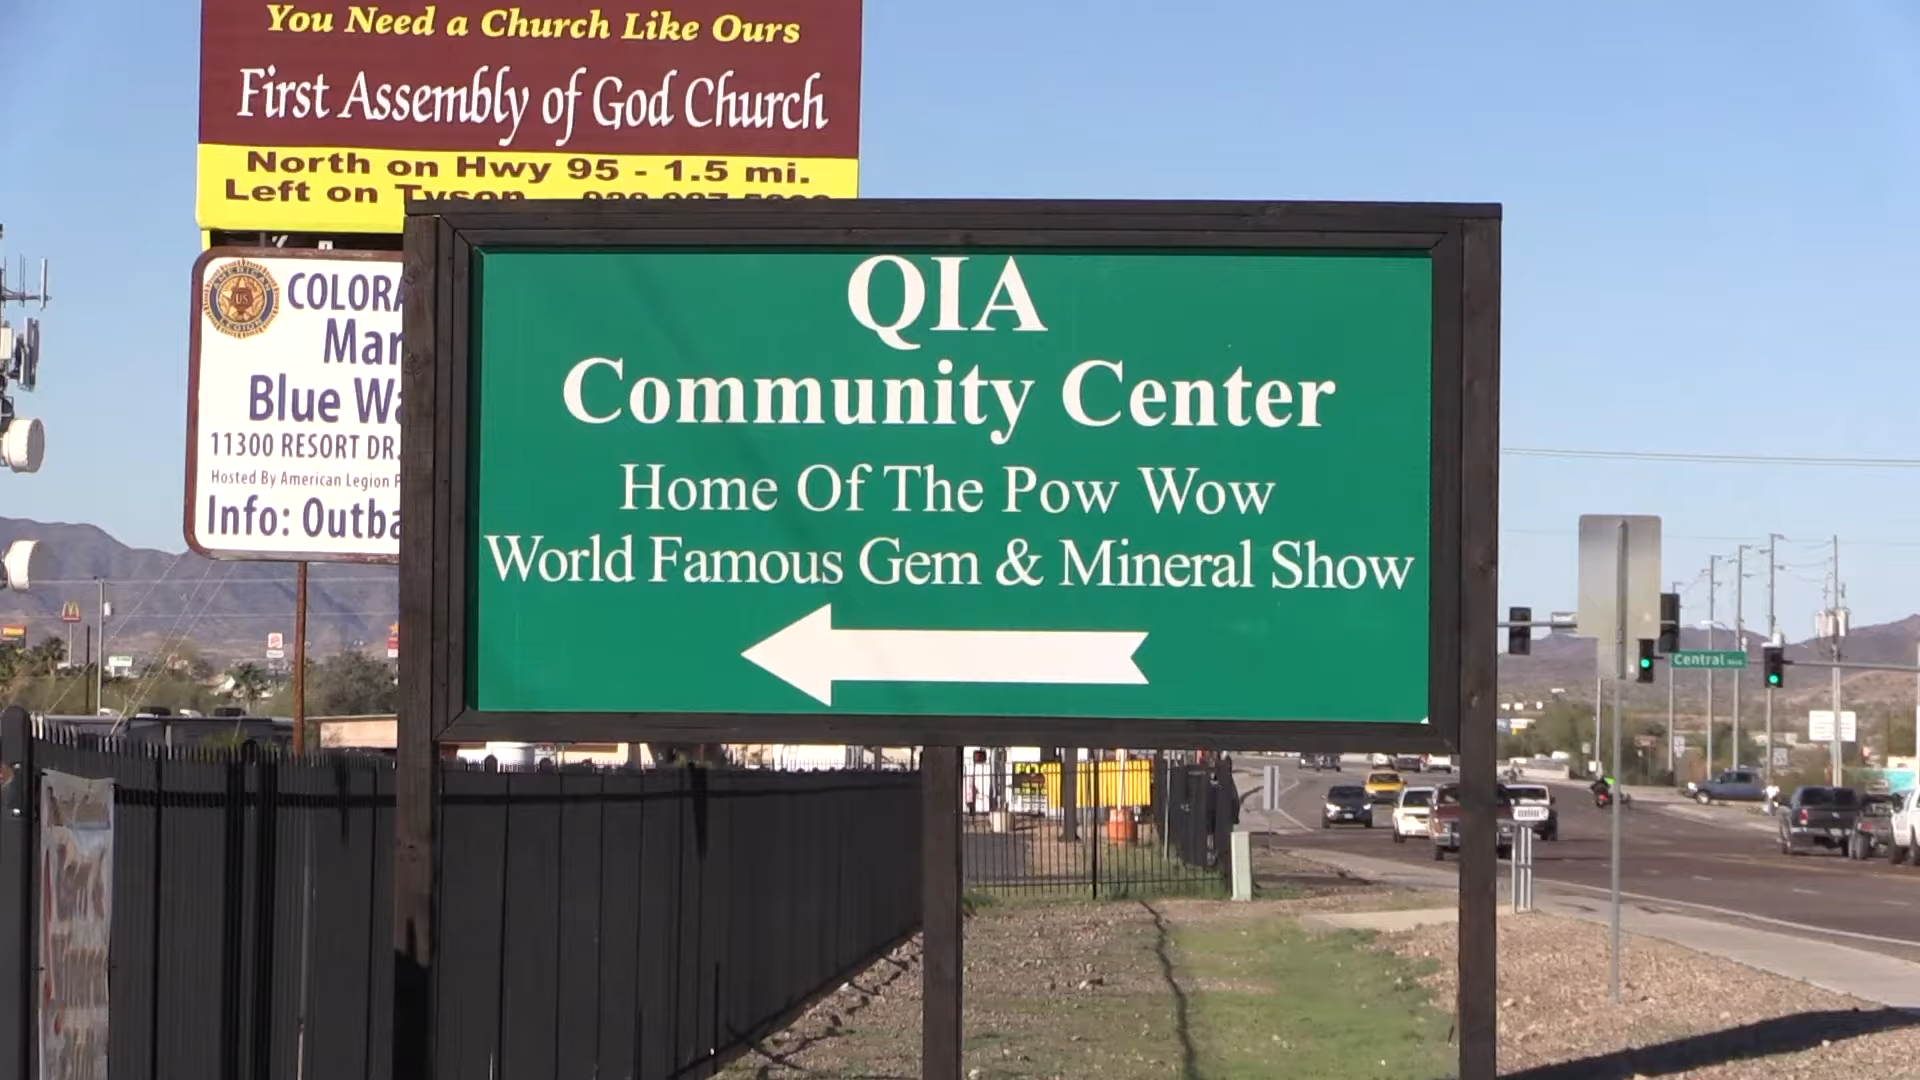 You Need a Church Like Ours
First Assembly of God Church
North on Hwy 95 - 1.5 mi.
Left on Tyson
COLORA
Mar
Blue Wa
11300 RESORT DR.
Hosted By American Legion P
Info: Outba
QIA
Community Center
Home Of The Pow Wow
World Famous Gem & Mineral Show
Central